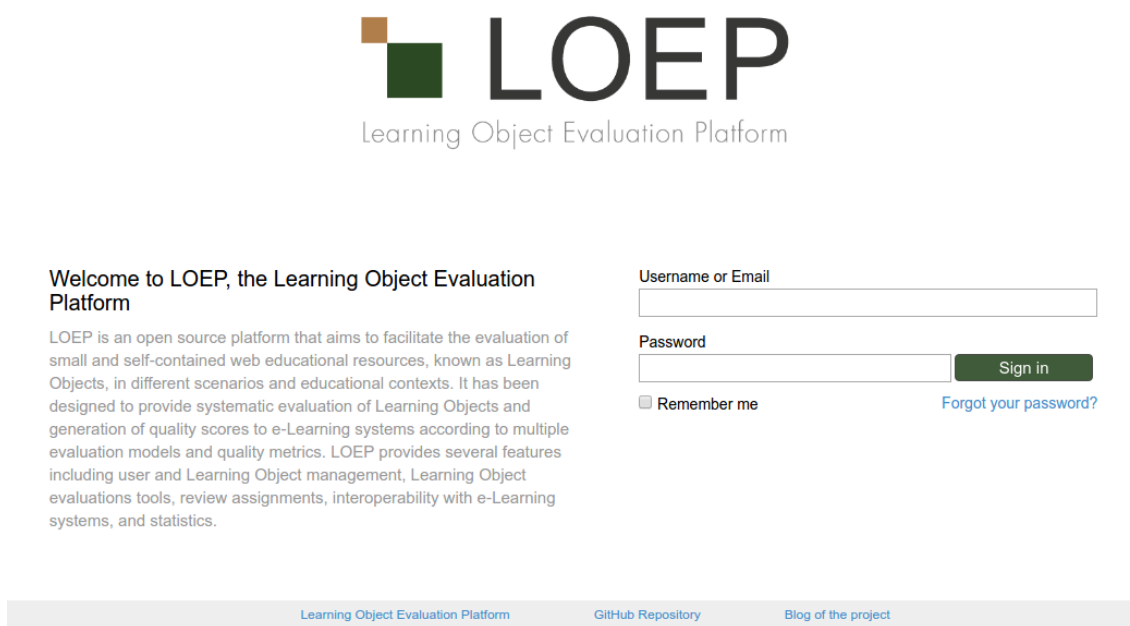 LOEP
Learning Object Evaluation Platform
Welcome to LOEP, the Learning Object Evaluation
Platform
LOEP is an open source platform that aims to facilitate the evaluation of
small and self-contained web educational resources, known as Learning
Objects, in different scenarios and educational contexts. It has been
designed to provide systematic evaluation of Learning Objects and
generation of quality scores to e-Learning systems according to multiple
evaluation models and quality metrics. LOEP provides several features
including user and Learning Object management, Learning Object
evaluations tools, review assignments, interoperability with e-Learning
systems, and statistics.
Username or Email
Password
Sign in
Remember me
Forgot your password?
Learning Object Evaluation Platform
GitHub Repository
Blog of the project